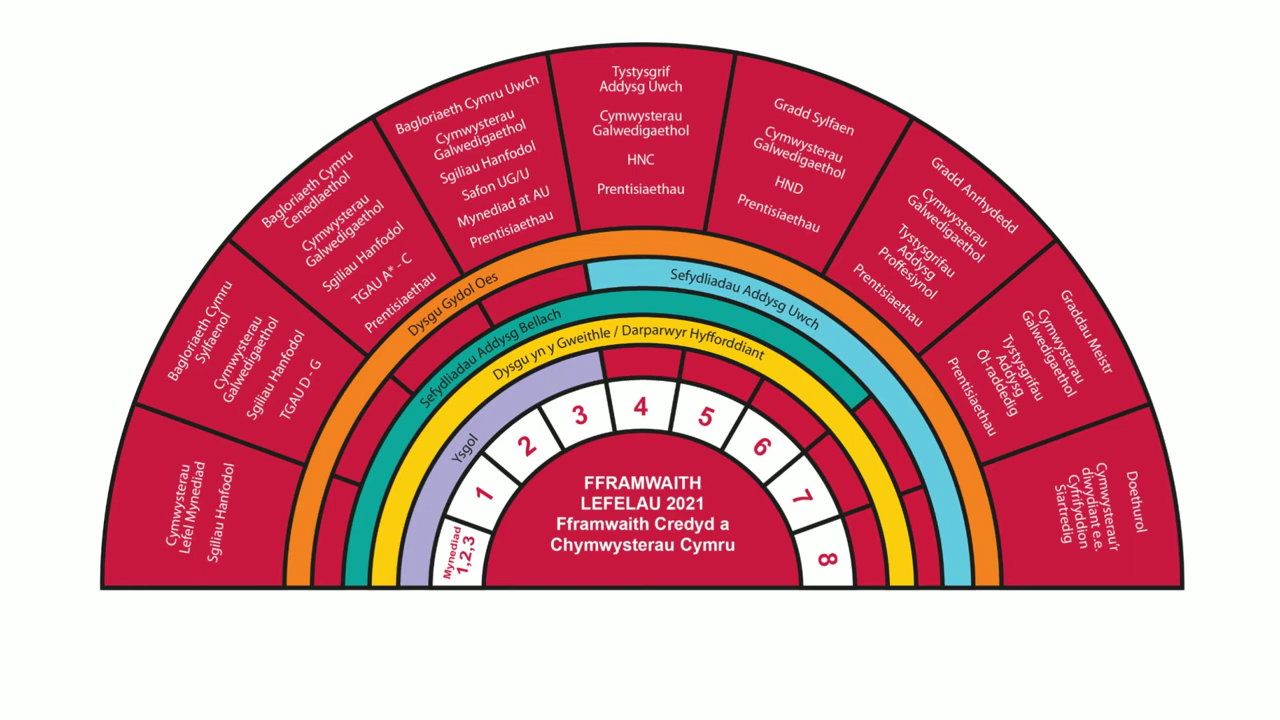 Cymwysterau
Lefel Mynediad
Sgiliau Hanfodol
Bagloriaeth Cymru
Sylfaenol
Cymwysterau
Galwedigaethol
Sgiliau Hanfodol
TGAU D - G
Bagloriaeth Cymru
Cenediaethol
Cymwysterau
Galwedigaethol
Sgiliau Hanfodol
TGAU A* - C
Prentisiaethau
Bagloriaeth Cymru Uwch
Cymwysterau
Galwedigaethol
Sgiliau Hanfodol
Safon UG/U
Mynediad at AU
Prentisiaethau
Tystysgrif
Addysg Uwch
Cymwysterau
Galwedigaethol
HNC
Prentisiaethau
Gradd Sylfaen
Cymwysterau
Galwedigaethol
HND
Prentisiaethau
Gradd Anrhydedd
Cymwysterau
Galwedigaethol
Tystysgrifau
Addysg
Proffesiynol
Prentisiaethau
Graddau Meistr
Cymwysterau
Galwedigaethol
Tystysgrifau
Addysg
Ôl-raddedig
Prentisiaethau
Doethurol
Cymwysterau'r
diwydiant e.e.
Cyfrifyddion
Siartredig
Dysgu Gydol Oes
Sefydliadau Addysg Uwch
Sefydliadau Addysg Bellach
Dysgu yn y Gweithle / Darparwyr Hyfforddiant
Ysgol
Mynediad
1,2,3
1
2
3
4
5
6
7
8
FFRAMWAITH
LEFELAU 2021
Fframwaith Credyd a
Chymwysterau Cymru